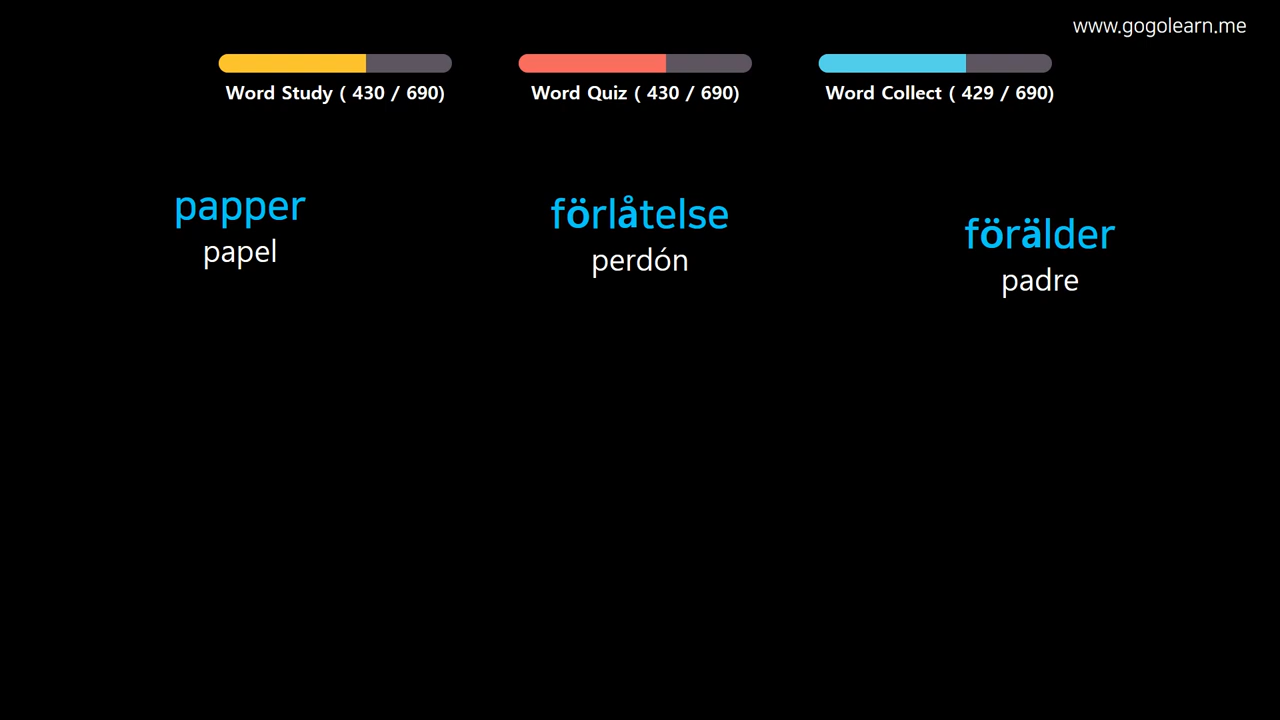 www.gogolearn.me
Word Study ( 430 / 690)
Word Quiz ( 430 / 690)
Word Collect ( 429 / 690)
papper
papel
förlåtelse
perdón
förälder
padre